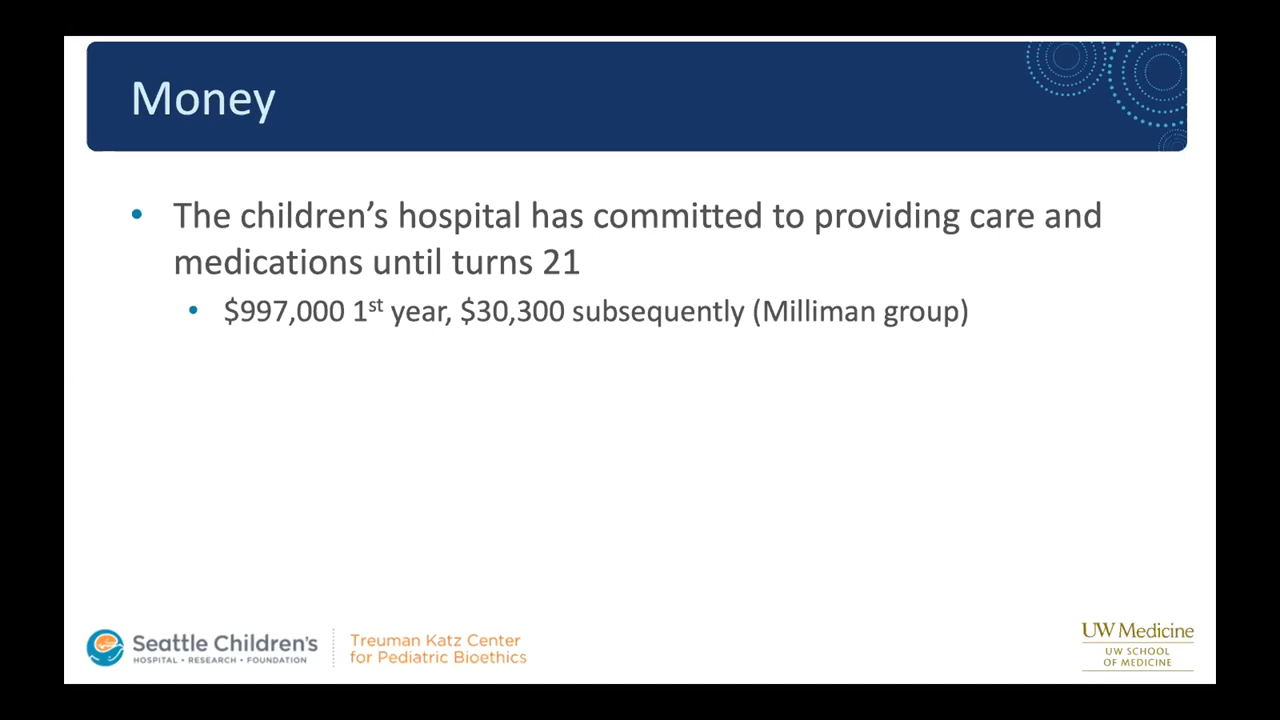 Money
• The children's hospital has committed to providing care and
medications until turns 21
• $997,000 1st year, $30,300 subsequently (Milliman group)
Seattle Children's
HOSPITAL • RESEARCH • FOUNDATION
Treuman Katz Center
for Pediatric Bioethics
UW Medicine
UW SCHOOL
OF MEDICINE